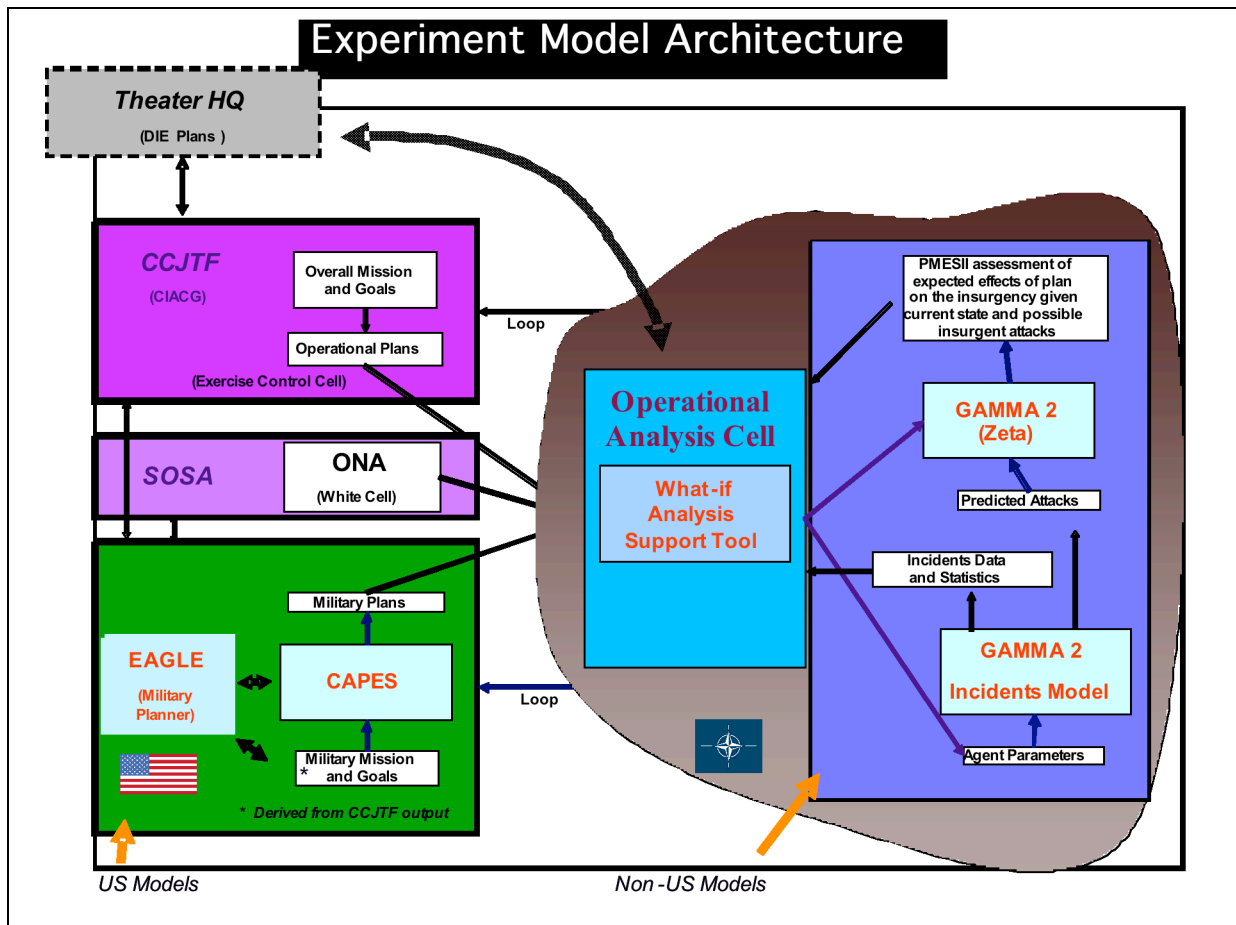 Experiment Model Architecture
Theater HQ
(DIE Plans )
CCJTF
(CIACG)
Overall Mission
and Goals
Operational Plans
(Exercise Control Cell)
Loop
SOSA
ONA
(White Cell)
Military Plans
EAGLE
(Military
Planner)
CAPES
Military Mission
* and Goals
* Derived from CCJTF output
Loop
Operational
Analysis Cell
What-if
Analysis
Support Tool
PMESII assessment of
expected effects of plan
on the insurgency given
current state and possible
insurgent attacks
GAMMA 2
(Zeta)
Predicted Attacks
Incidents Data
and Statistics
GAMMA 2
Incidents Model
Agent Parameters
US Models
Non-US Models